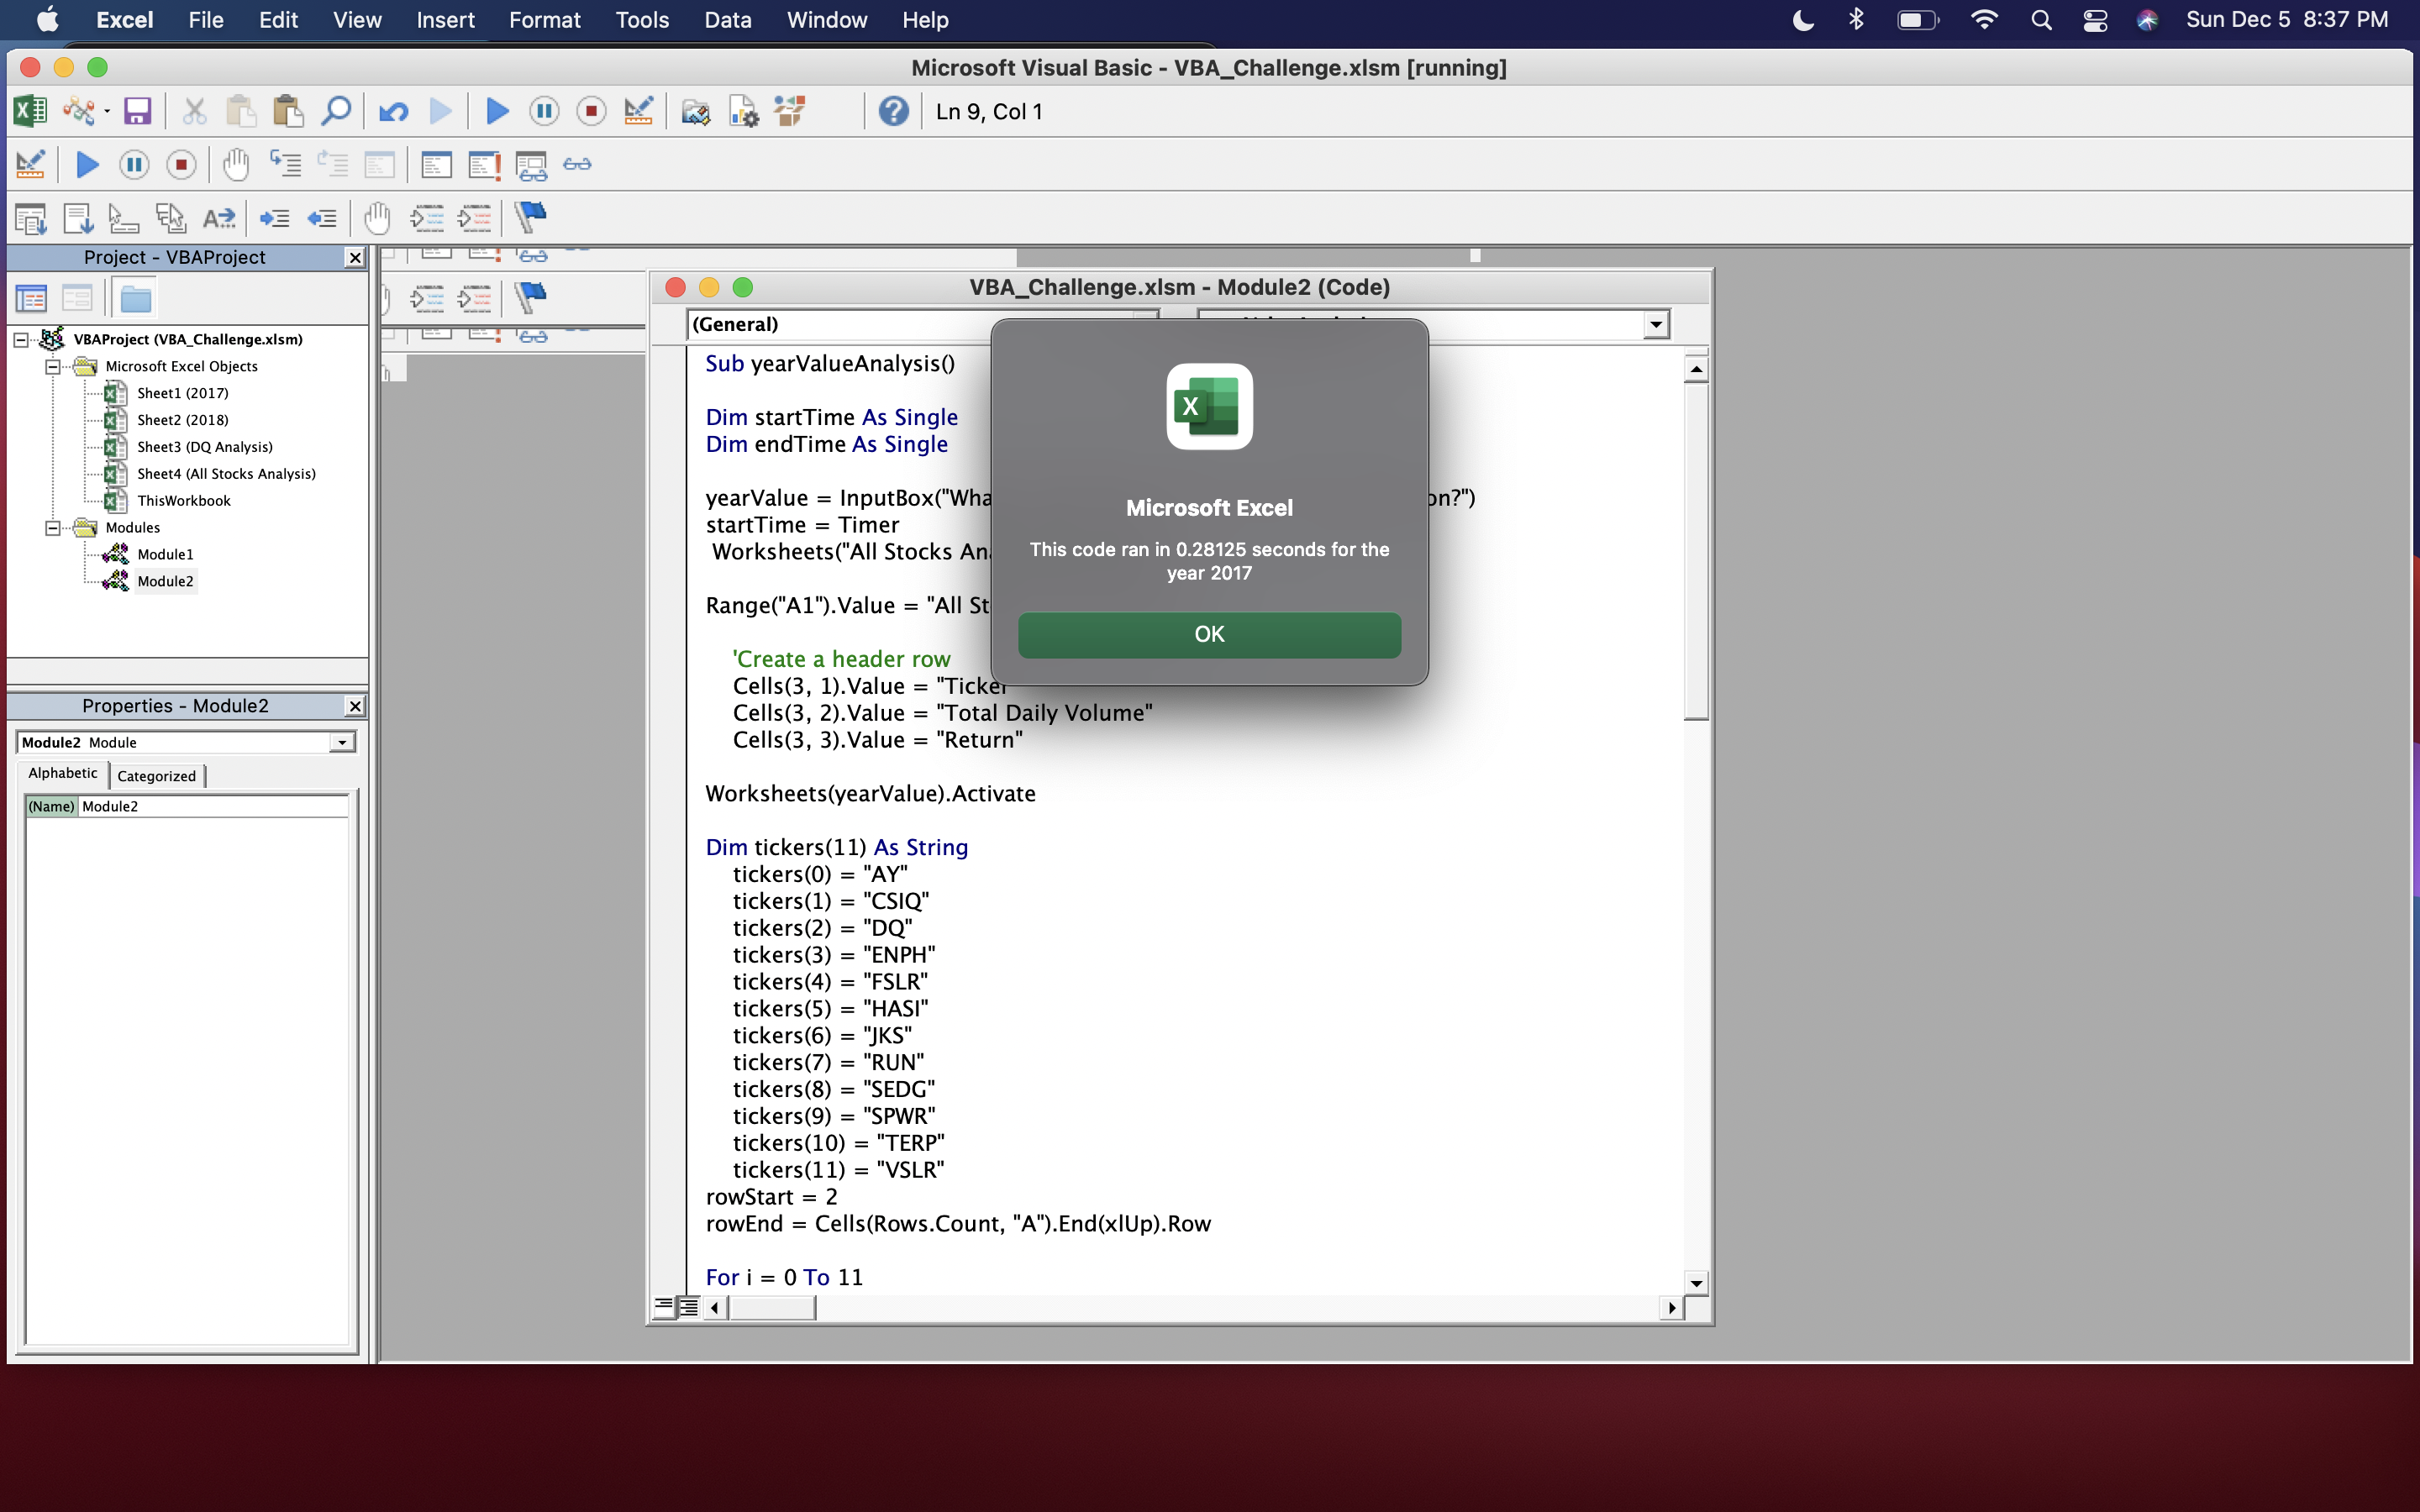 Excel File Edit View Insert Format Tools Data Window Help Sun Dec 5 8:37 PM
Microsoft Visual Basic - VBA_Challenge.xlsm [running]
Ln 9, Col 1
Project - VBAProject
VBAProject (VBA_Challenge.xlsm)
Microsoft Excel Objects
Sheet1 (2017)
Sheet2 (2018)
Sheet3 (DQ Analysis)
Sheet4 (All Stocks Analysis)
ThisWorkbook
Modules
Module1
Module2
Properties - Module2
Module2 Module
Alphabetic Categorized
(Name) Module2
VBA_Challenge.xlsm - Module2 (Code)
(General)
Sub yearValueAnalysis()
Dim startTime As Single
Dim endTime As Single
yearValue = InputBox("Wha on?")
startTime = Timer
Worksheets("All Stocks An
Range("A1").Value = "All St
'Create a header row
Cells(3, 1).Value = "Ticker
Cells(3, 2).Value = "Total Daily Volume"
Cells(3, 3).Value = "Return"
Worksheets(yearValue).Activate
Dim tickers(11) As String
tickers(0) = "AY"
tickers(1) = "CSIQ"
tickers(2) = "DQ"
tickers(3) = "ENPH"
tickers(4) = "FSLR"
tickers(5) = "HASI"
tickers(6) = "JKS"
tickers(7) = "RUN"
tickers(8) = "SEDG"
tickers(9) = "SPWR"
tickers(10) = "TERP"
tickers(11) = "VSLR"
rowStart = 2
rowEnd = Cells(Rows.Count, "A").End(xlUp).Row
For i = 0 To 11
Microsoft Excel
This code ran in 0.28125 seconds for the
year 2017
OK